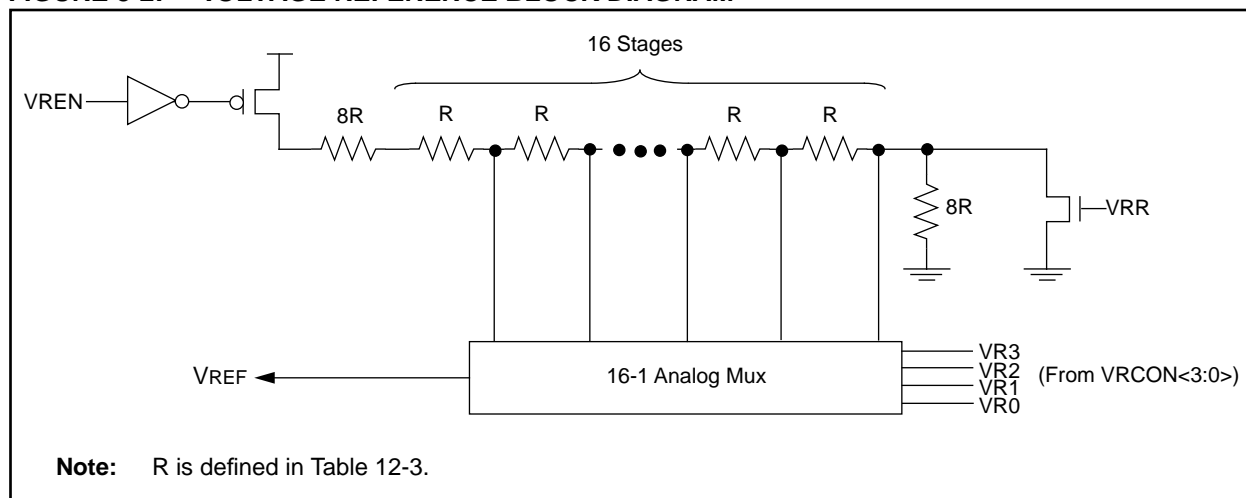 16 Stages
VREN
8R
R
R
R
R
8R
VRR
VREF
16-1 Analog Mux
VR3
VR2
VR1
VR0
(From VRCON<3:0>)
Note: R is defined in Table 12-3.